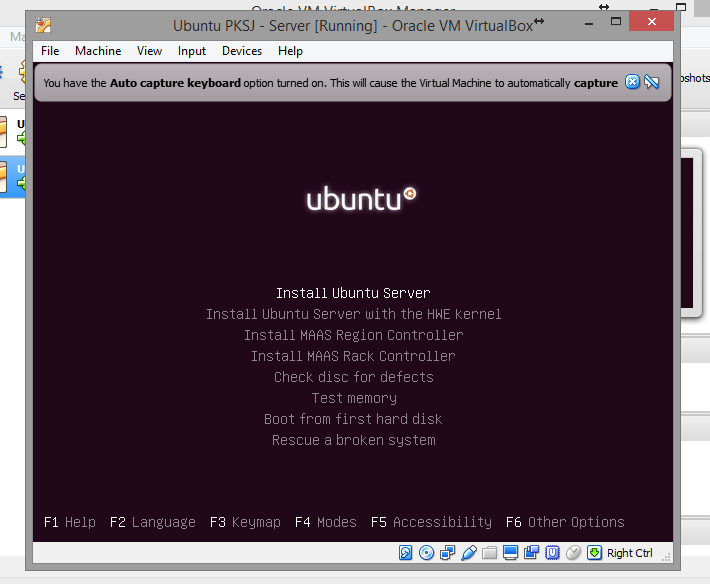 Oracle VM VirtualBox Manager
Ubuntu PKSJ - Server [Running] - Oracle VM VirtualBox
File Machine View Input Devices Help
You have the Auto capture keyboard option turned on. This will cause the Virtual Machine to automatically capture
Ma
Se
pshots
U
U
ubuntu
Install Ubuntu Server
Install Ubuntu Server with the HWE kernel
Install MAAS Region Controller
Install MAAS Rack Controller
Check disc for defects
Test memory
Boot from first hard disk
Rescue a broken system
F1 Help F2 Language F3 Keymap F4 Modes F5 Accessibility F6 Other Options
Right Ctrl